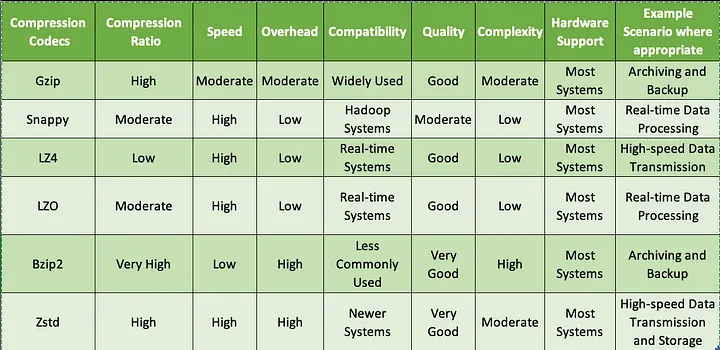 Compression Codecs | Compression Ratio | Speed | Overhead | Compatibility | Quality | Complexity | Hardware Support | Example Scenario where appropriate
Gzip | High | Moderate | Moderate | Widely Used | Good | Moderate | Most Systems | Archiving and Backup
Snappy | Moderate | High | Low | Hadoop Systems | Moderate | Low | Most Systems | Real-time Data Processing
LZ4 | Low | High | Low | Real-time Systems | Good | Low | Most Systems | High-speed Data Transmission
LZO | Moderate | High | Low | Real-time Systems | Good | Low | Most Systems | Real-time Data Processing
Bzip2 | Very High | Low | High | Less Commonly Used | Very Good | High | Most Systems | Archiving and Backup
Zstd | High | High | High | Newer Systems | Very Good | Moderate | Most Systems | High-speed Data Transmission and Storage